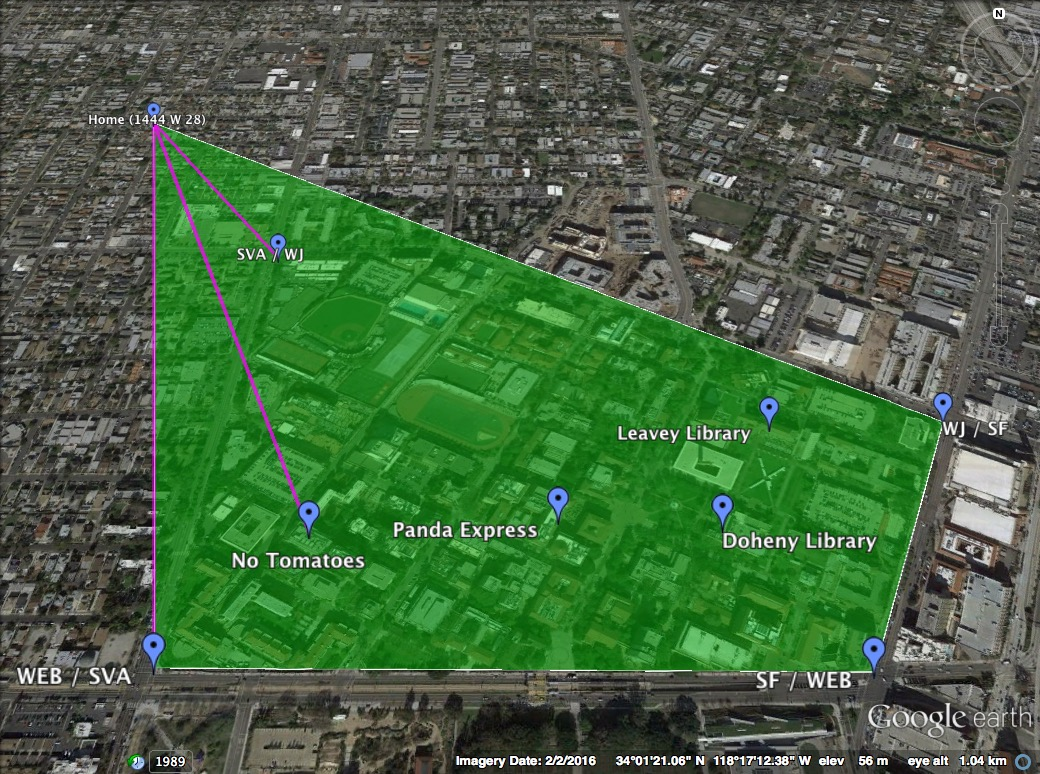 N
Home (1444 W 28)
SVA / WJ
Leavey Library
WJ / SF
Panda Express
Doheny Library
No Tomatoes
WEB / SVA
SF / WEB
Google earth
1989
Imagery Date: 2/2/2016 34°01'21.06" N 118°17'12.38" W elev 56 m eye alt 1.04 km